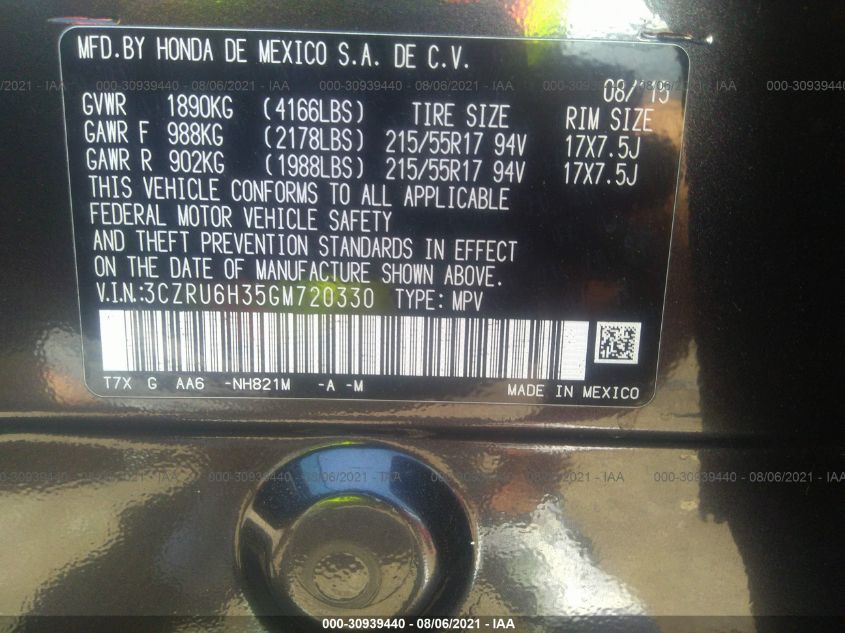 MFD.BY HONDA DE MEXICO S.A. DE C.V.
08/15
GVWR 1890KG (4166LBS) TIRE SIZE RIM SIZE
GAWR F 988KG (2178LBS) 215/55R17 94V 17X7.5J
GAWR R 902KG (1988LBS) 215/55R17 94V 17X7.5J
THIS VEHICLE CONFORMS TO ALL APPLICABLE
FEDERAL MOTOR VEHICLE SAFETY
AND THEFT PREVENTION STANDARDS IN EFFECT
ON THE DATE OF MANUFACTURE SHOWN ABOVE.
V.I.N.:3CZRU6H35GM720330 TYPE: MPV
T7X G AA6 -NH821M -A -M MADE IN MEXICO
000-30939440 - 08/06/2021 - IAA